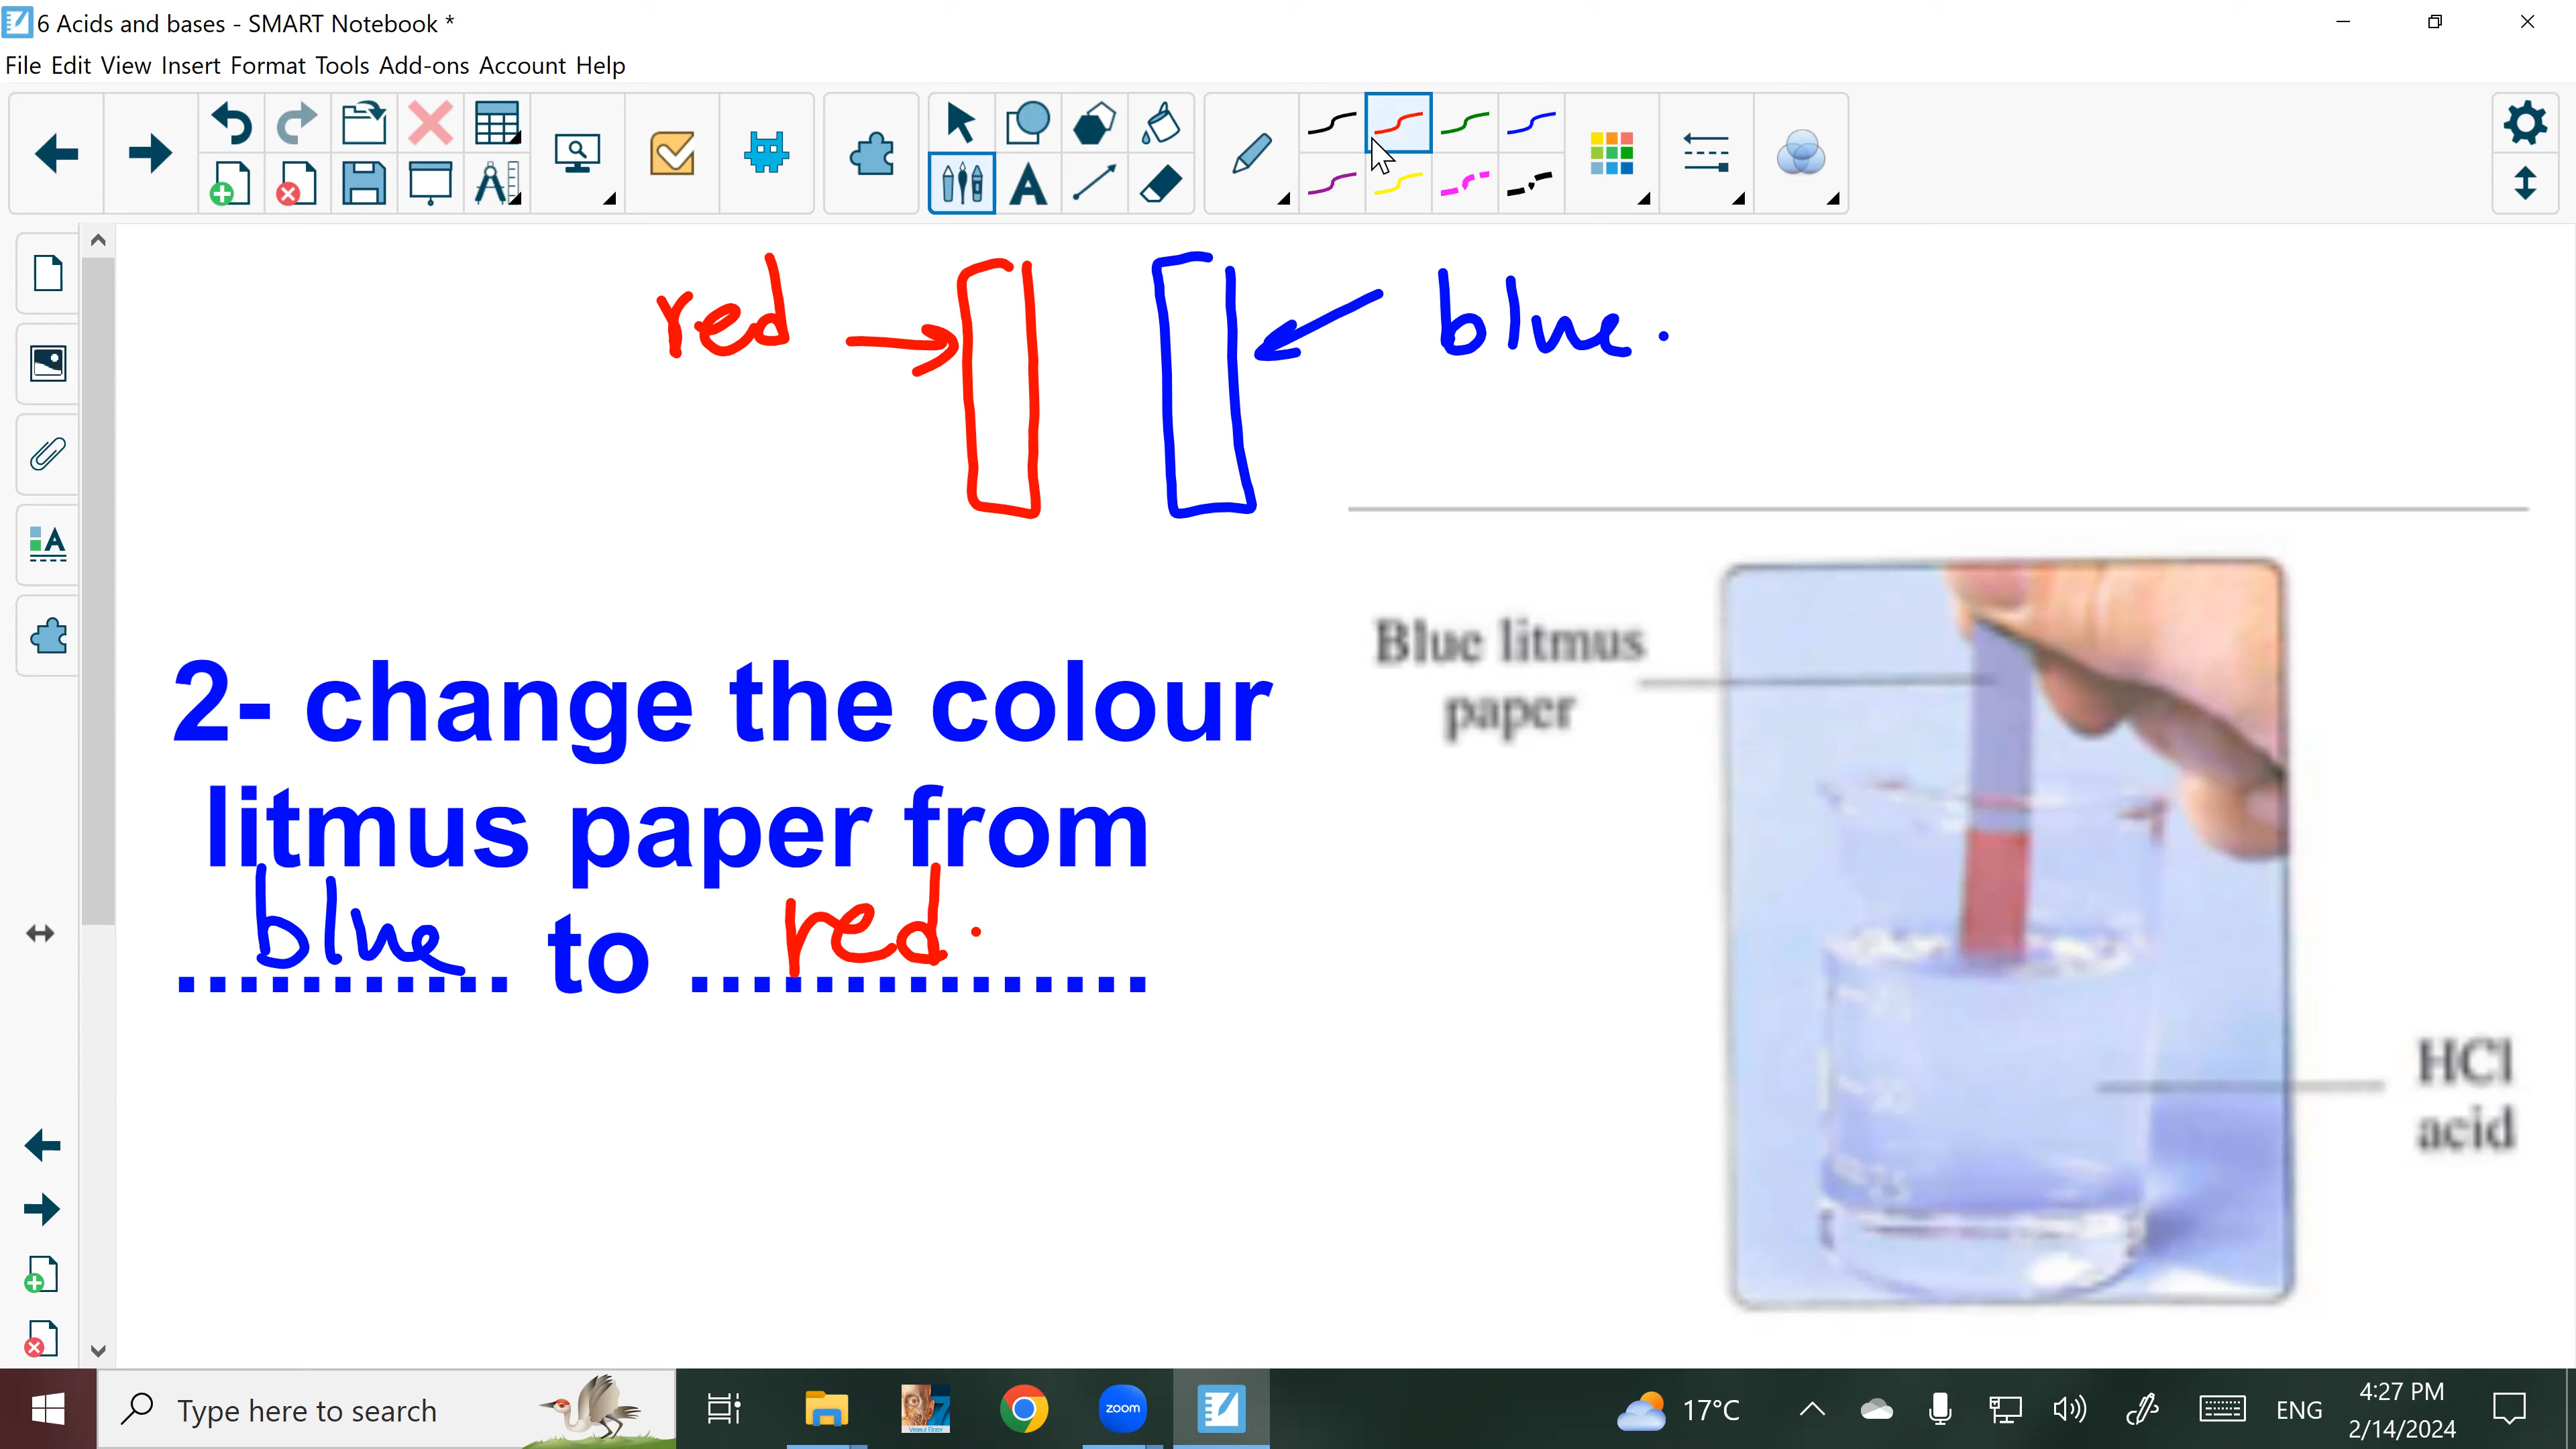 6 Acids and bases - SMART Notebook *
File Edit View Insert Format Tools Add-ons Account Help
red
blue.
2- change the colour
litmus paper from
blue to red.
............ to ...............
Blue litmus
paper
HCl
acid
Type here to search
zoom
17°C
ENG
4:27 PM
2/14/2024